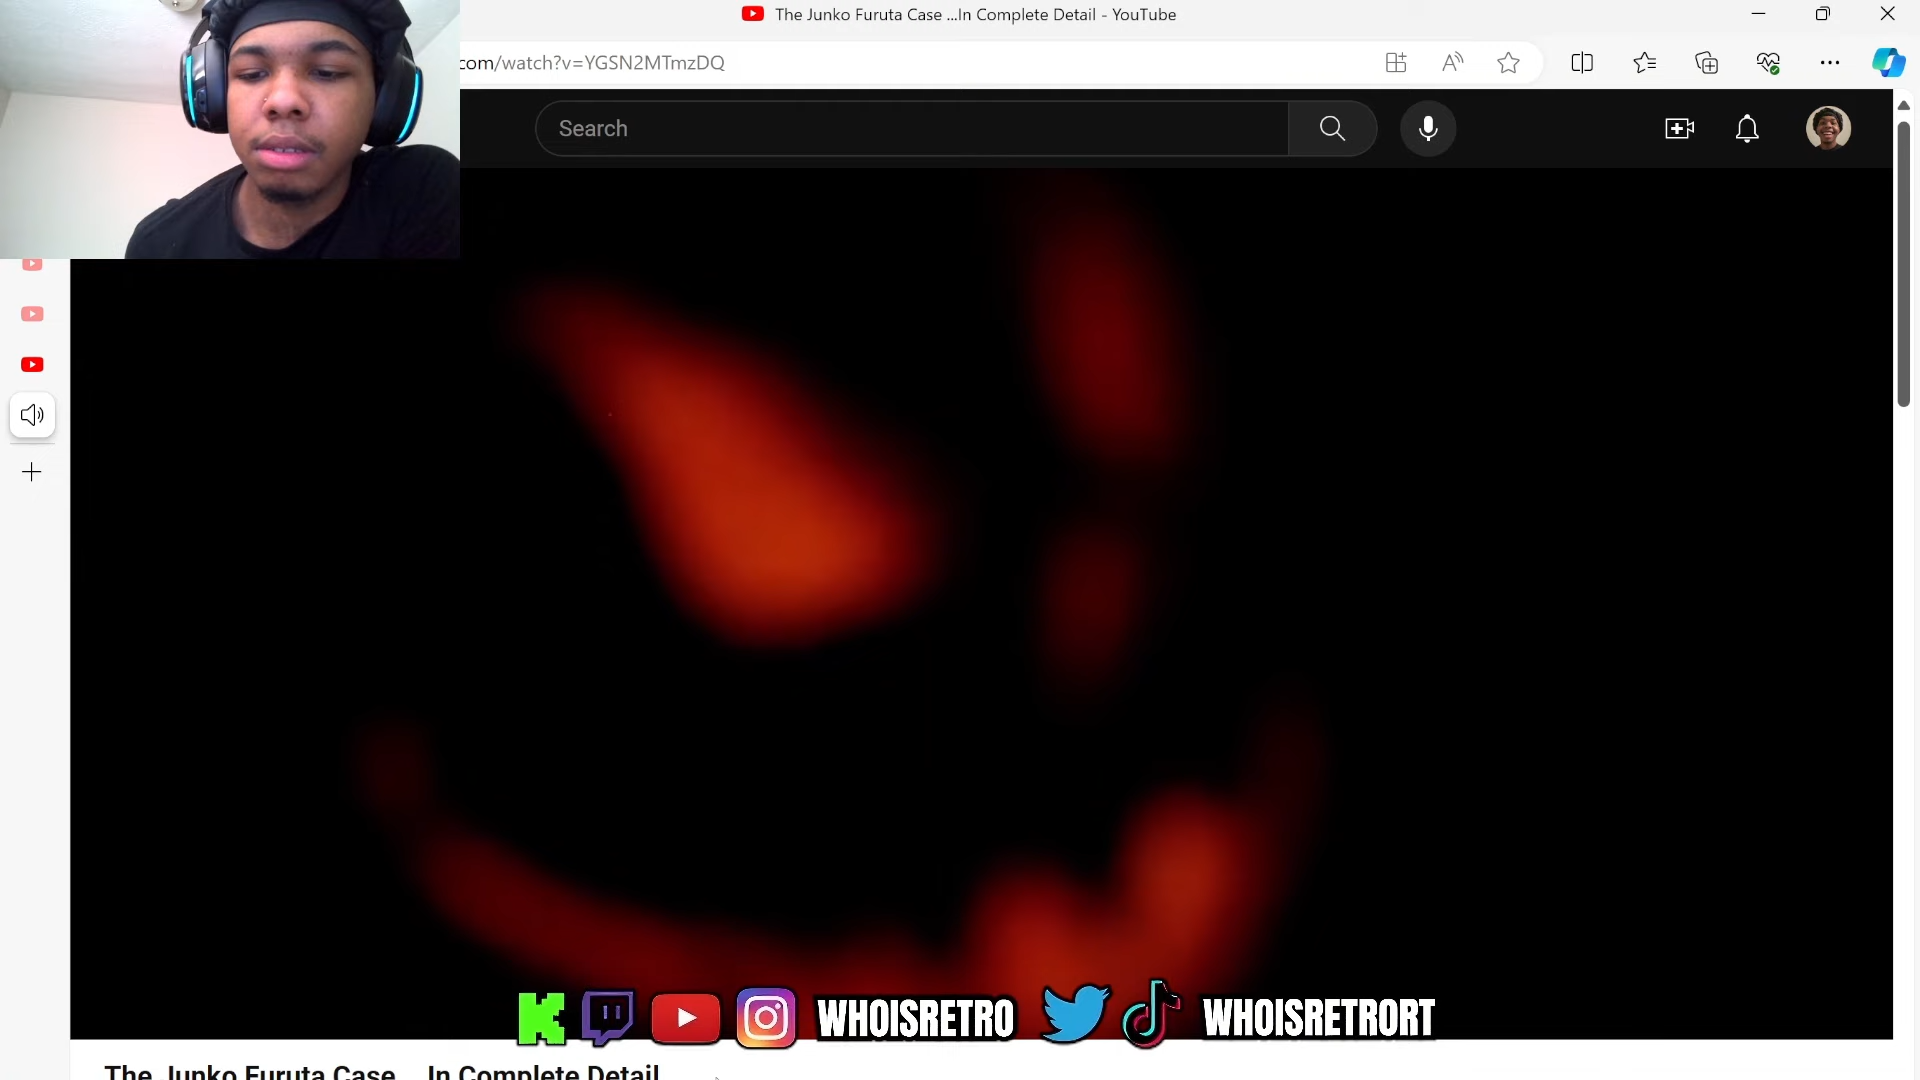 The Junko Furuta Case ...In Complete Detail - YouTube
com/watch?v=YGSN2MTmzDQ
Search
WHOISRETRO
WHOISRETRORT
The Junko Furuta Case ...In Complete Detail